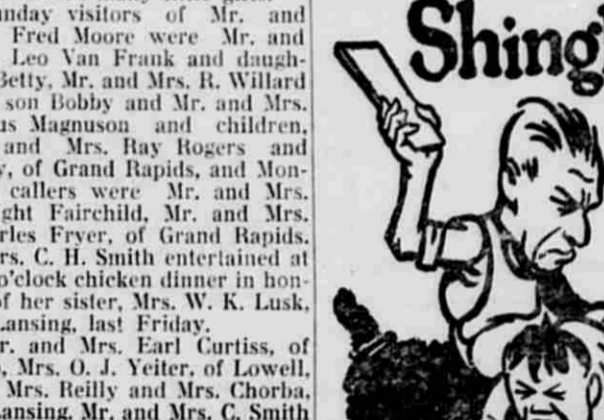 unday visitors of Mr. and
Fred Moore were Mr. and
Leo Van Frank and daugh-
Betty, Mr. and Mrs. R. Willard
son Bobby and Mr. and Mrs.
us Magnuson and children,
and Mrs. Ray Rogers and
y, of Grand Rapids, and Mon-
callers were Mr. and Mrs.
ght Fairchild, Mr. and Mrs.
rles Fryer, of Grand Rapids.
rs. C. H. Smith entertained at
o'clock chicken dinner in hon-
f her sister, Mrs. W. K. Lusk,
Lansing, last Friday.
r. and Mrs. Earl Curtiss, of
, Mrs. O. J. Yeiter, of Lowell,
Mrs. Reilly and Mrs. Chorba,
Lansing, Mr. and Mrs. C. Smith
Shing